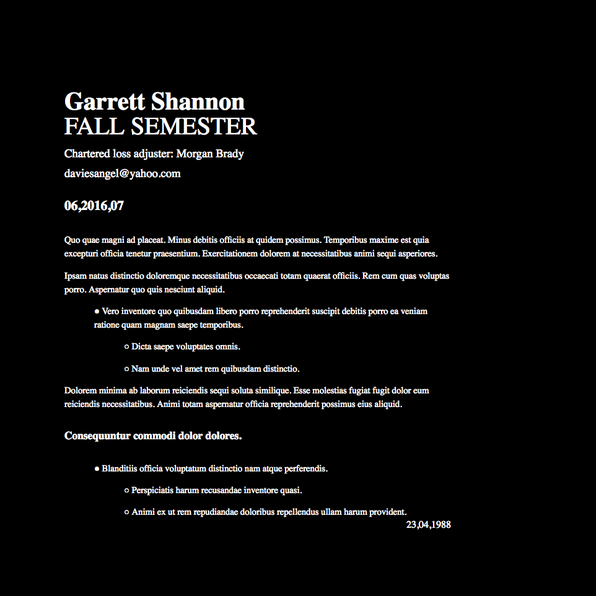 Garrett Shannon
FALL SEMESTER
Chartered loss adjuster: Morgan Brady
daviesangel@yahoo.com
06,2016,07
Quo quae magni ad placeat. Minus debitis officiis at quidem possimus. Temporibus maxime est quia
excepturi officia tenetur praesentium. Exercitationem dolorem at necessitatibus animi sequi asperiores.
Ipsam natus distinctio doloremque necessitatibus occaecati totam quaerat officiis. Rem cum quas voluptas
porro. Aspernatur quo quis nesciunt aliquid.
● Vero inventore quo quibusdam libero porro reprehenderit suscipit debitis porro ea veniam
ratione quam magnam saepe temporibus.
○ Dicta saepe voluptates omnis.
○ Nam unde vel amet rem quibusdam distinctio.
Dolorem minima ab laborum reiciendis sequi soluta similique. Esse molestias fugiat fugit dolor eum
reiciendis necessitatibus. Animi totam aspernatur officia reprehenderit possimus eius aliquid.
Consequuntur commodi dolor dolores.
● Blanditiis officia voluptatum distinctio nam atque perferendis.
○ Perspiciatis harum recusandae inventore quasi.
○ Animi ex ut rem repudiandae doloribus repellendus ullam harum provident.
23,04,1988